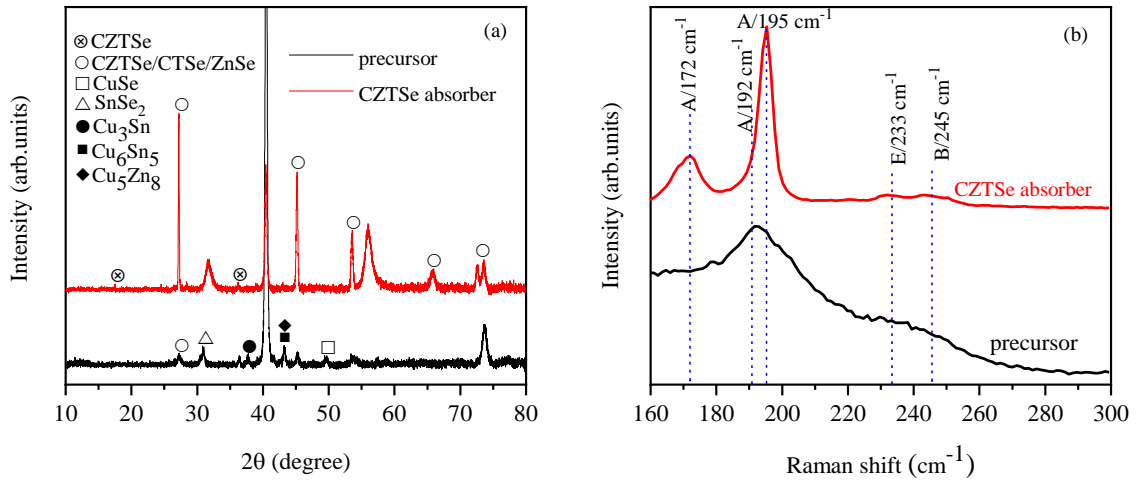 (a)
⊗ CZTSe
○ CZTSe/CTSe/ZnSe
□ CuSe
△ SnSe2
● Cu3Sn
■ Cu6Sn5
◆ Cu5Zn8
precursor
CZTSe absorber
Intensity (arb.units)
10 20 30 40 50 60 70 80
2θ (degree)
(b)
A/172 cm-1
A/192 cm-1
A/195 cm-1
E/233 cm-1
B/245 cm-1
CZTSe absorber
precursor
Intensity (arb.units)
160 180 200 220 240 260 280 300
Raman shift (cm-1)